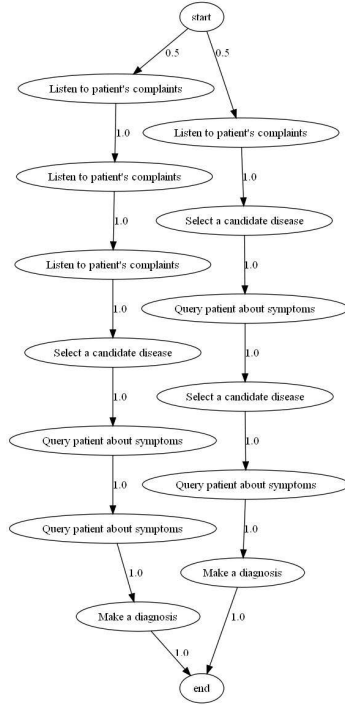 start
0.5
0.5
Listen to patient's complaints
Listen to patient's complaints
1.0
1.0
Listen to patient's complaints
Select a candidate disease
1.0
1.0
Listen to patient's complaints
Query patient about symptoms
1.0
1.0
Select a candidate disease
Select a candidate disease
1.0
1.0
Query patient about symptoms
Query patient about symptoms
1.0
1.0
Query patient about symptoms
Make a diagnosis
1.0
Make a diagnosis
1.0
1.0
end